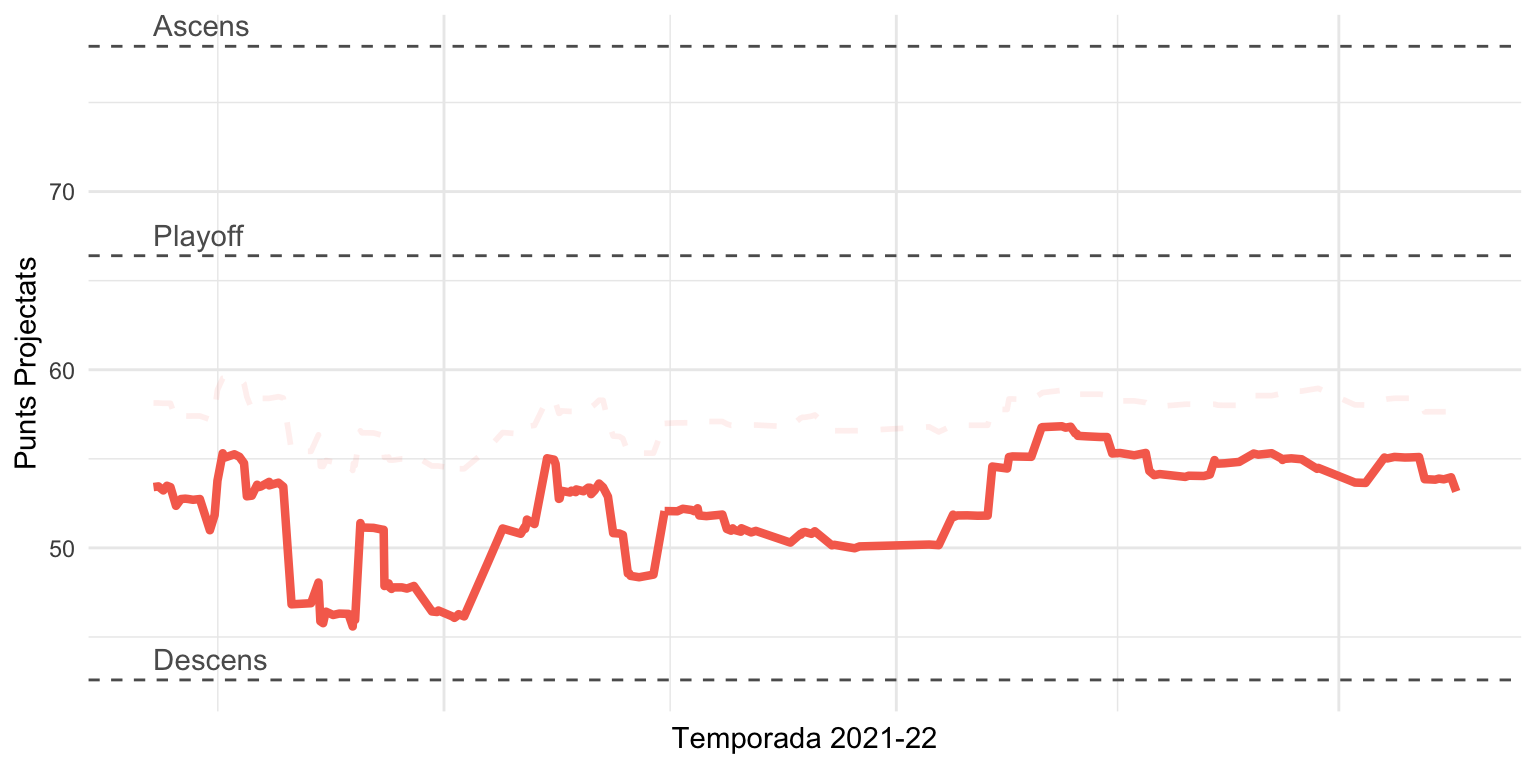 Ascens
70
Playoff
60
50
Descens
Punts Projectats
Temporada 2021-22